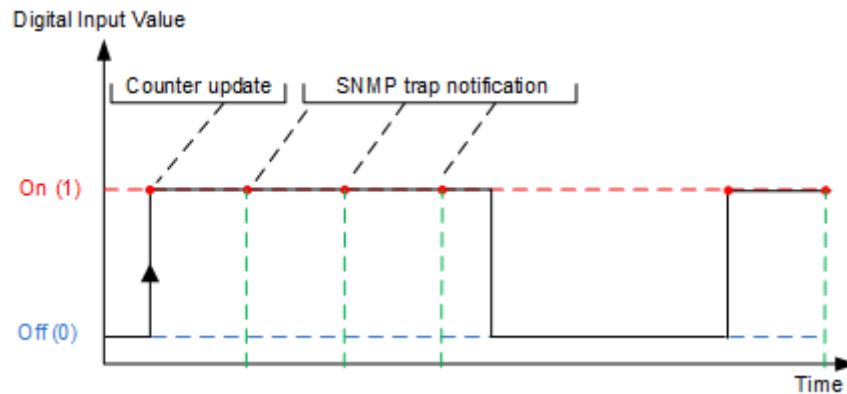 Digital Input Value
Counter update
SNMP trap notification
On (1)
Off (0)
Time